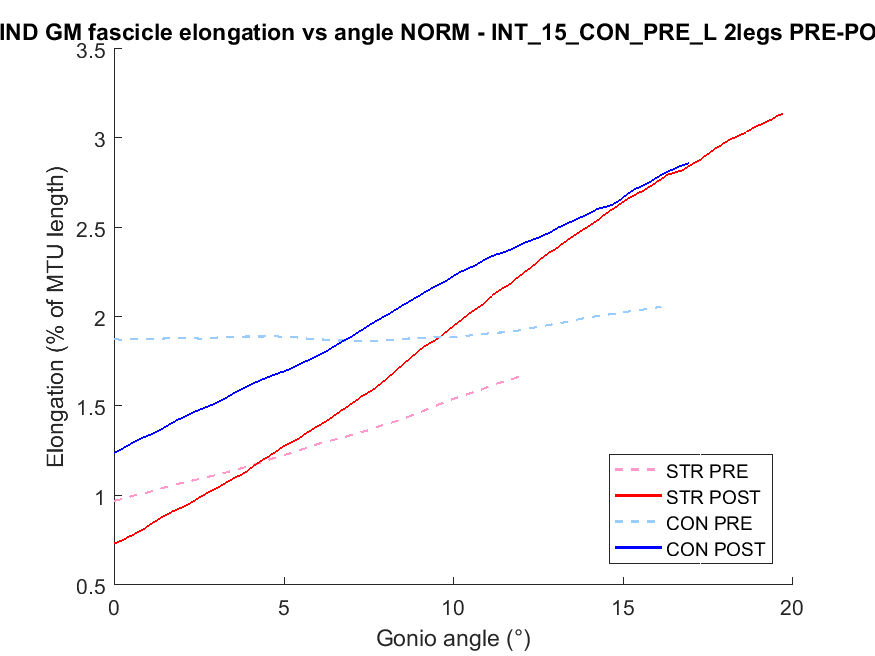 IND GM fascicle elongation vs angle NORM - INT_15_CON_PRE_L 2legs PRE-PO
3.5
3
2.5
2
1.5
1
0.5
Elongation (% of MTU length)
0
5
10
15
20
Gonio angle (°)
STR PRE
STR POST
CON PRE
CON POST